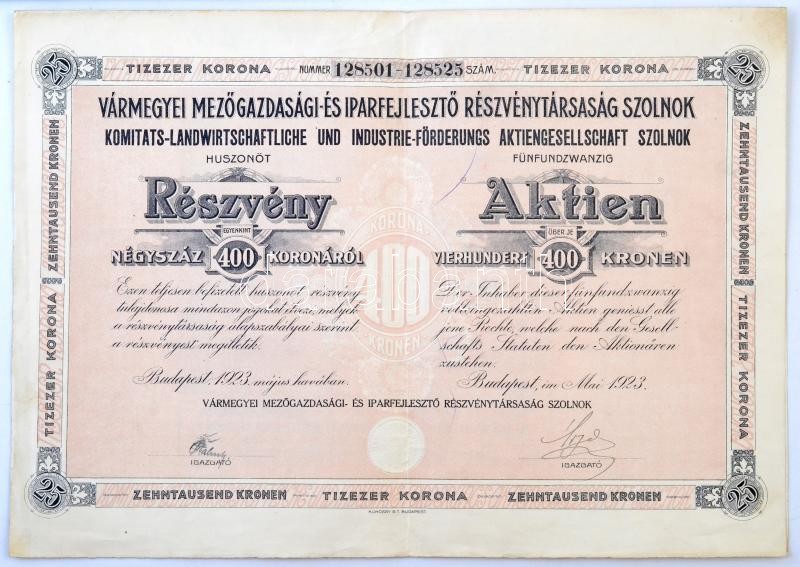 25 TIZEZER KORONA NUMMER 128501-128525 SZÁM. TIZEZER KORONA 25
VÁRMEGYEI MEZŐGAZDASÁGI-ÉS IPARFEJLESZTŐ RÉSZVÉNYTÁRSASÁG SZOLNOK
KOMITATS-LANDWIRTSCHAFTLICHE UND INDUSTRIE-FÖRDERUNGS AKTIENGESELLSCHAFT SZOLNOK
HUSZONÖT
Részvény
EGYENKINT
NÉGYSZÁZ 400 KORONÁRÓL
Ezen teljesen befizetett huszonöt részvény
tulajdonosa mindazon jogokat élvezi, melyek
a részvénytársaság alapszabályai szerint
a részvényest megilletik.
Budapest, 1923. május havában.
FÜNFUNDZWANZIG
Aktien
ÜBER JE
VIERHUNDERT 400 KRONEN
Der Inhaber dieser fünfundzwanzig
volleingezahlten Aktien geniesst alle
jene Rechte, welche nach den Gesell-
schafts Statuten den Aktionären
zustehen.
Budapest, im Mai 1923.
KORONA
400
KRONEN
VÁRMEGYEI MEZŐGAZDASÁGI- ÉS IPARFEJLESZTŐ RÉSZVÉNYTÁRSASÁG SZOLNOK
IGAZGATÓ
IGAZGATÓ
TIZEZER KORONA ZEHNTAUSEND KRONEN
ZEHNTAUSEND KRONEN TIZEZER KORONA
25 ZEHNTAUSEND KRONEN TIZEZER KORONA ZEHNTAUSEND KRONEN 25